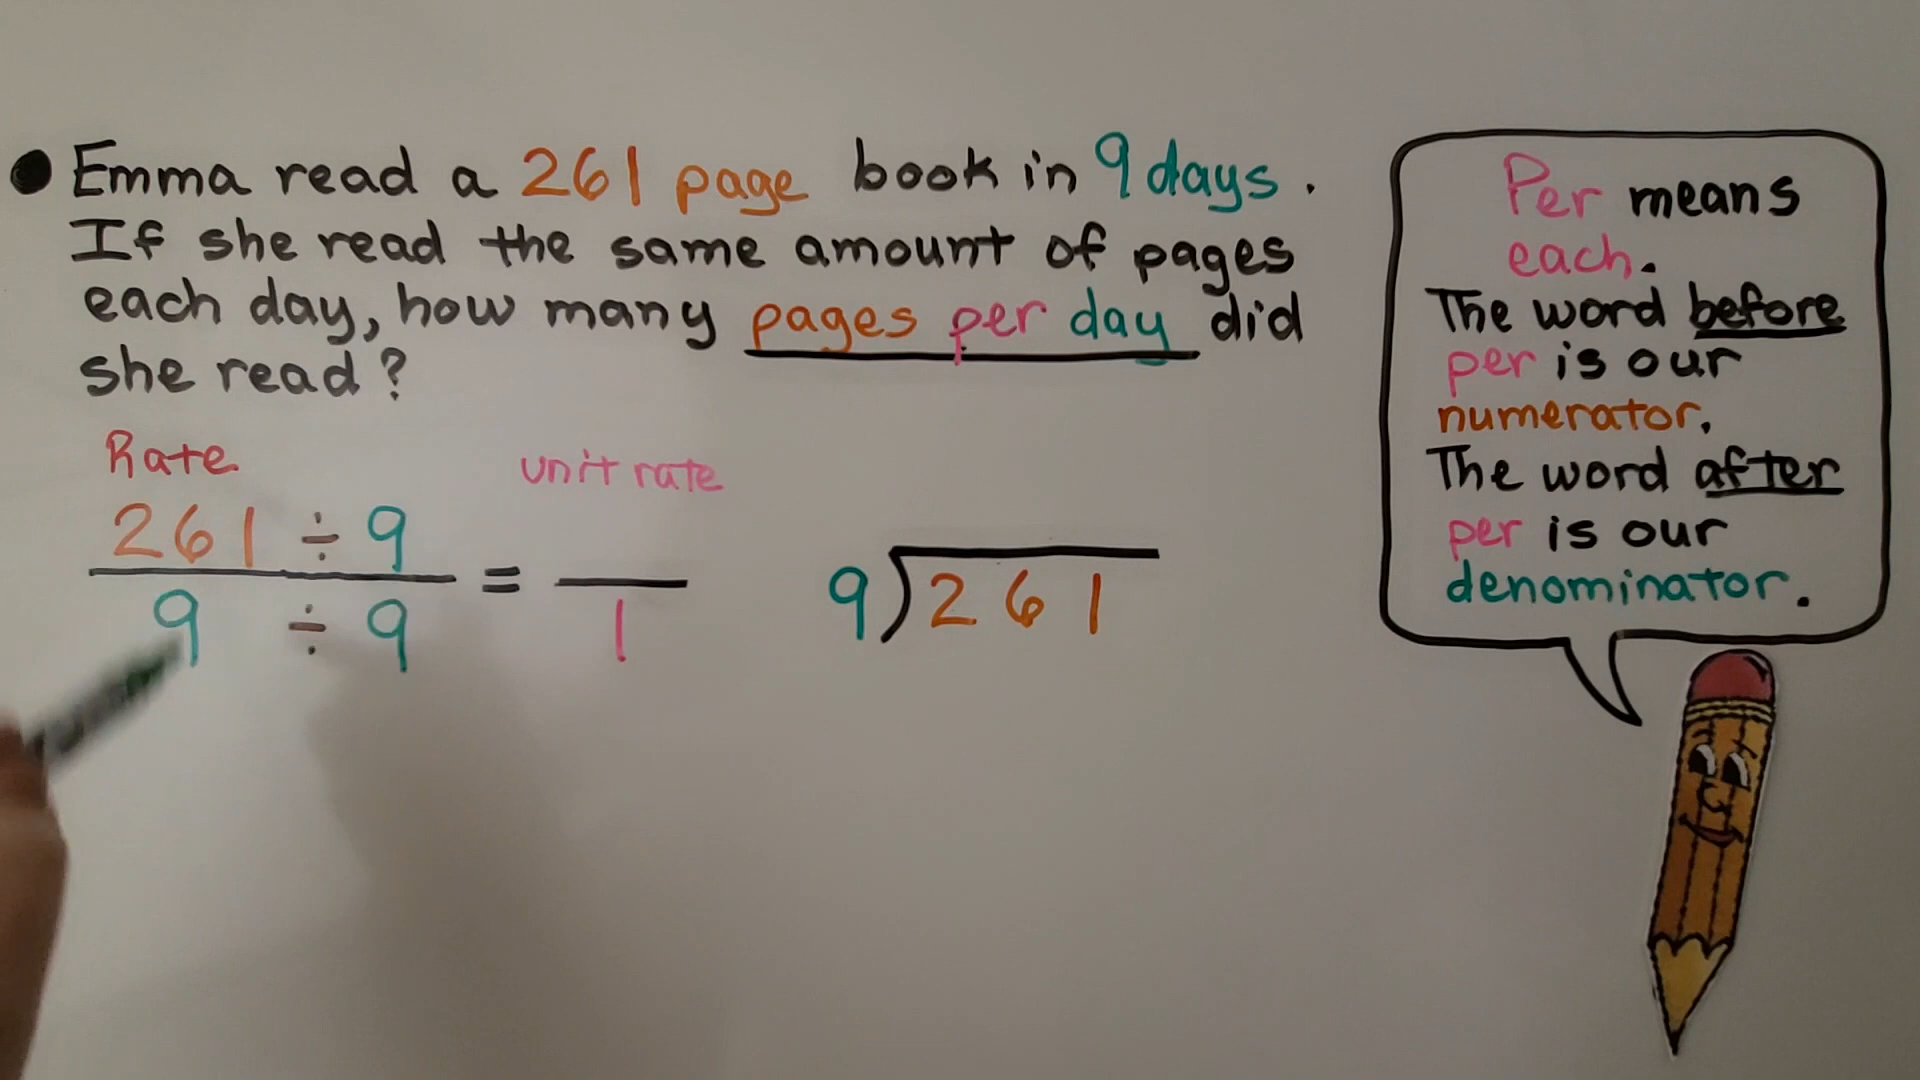 Emma read a 261 page book in 9 days.
If she read the same amount of pages
each day, how many pages per day did
she read?
Rate
unit rate
261 ÷ 9
9 ÷ 9
=
1
9)261
Per means
each.
The word before
per is our
numerator.
The word after
per is our
denominator.